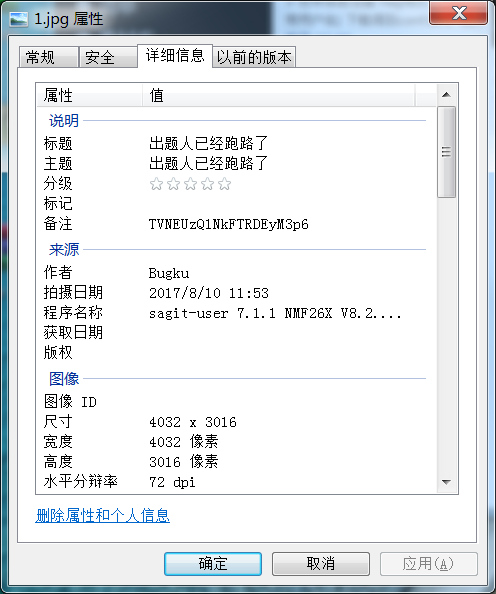 1.jpg 属性
常规 安全 详细信息 以前的版本
属性 值
说明
标题 出题人已经跑路了
主题 出题人已经跑路了
分级
标记
备注 TVNEUzQ1NkFTRDEyM3p6
来源
作者 Bugku
拍摄日期 2017/8/10 11:53
程序名称 sagit-user 7.1.1 NMF26X V8.2....
获取日期
版权
图像
图像 ID
尺寸 4032 x 3016
宽度 4032 像素
高度 3016 像素
水平分辩率 72 dpi
删除属性和个人信息
确定 取消 应用(A)